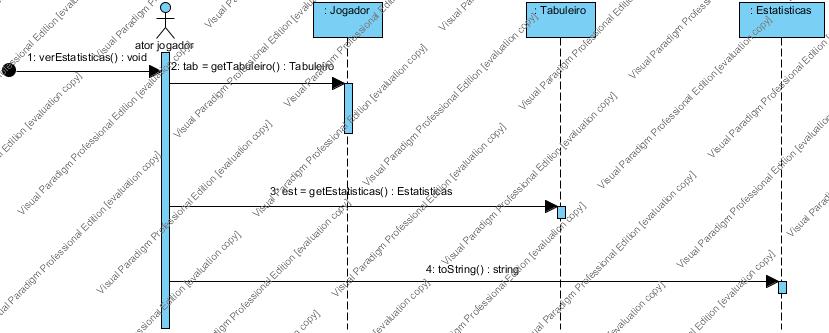 : Jogador
: Tabuleiro
: Estatisticas
ator jogador
1: verEstatisticas() : void
2: tab = getTabuleiro() : Tabuleiro
3: est = getEstatisticas() : Estatisticas
4: toString() : string
Visual Paradigm Professional Edition [evaluation copy]